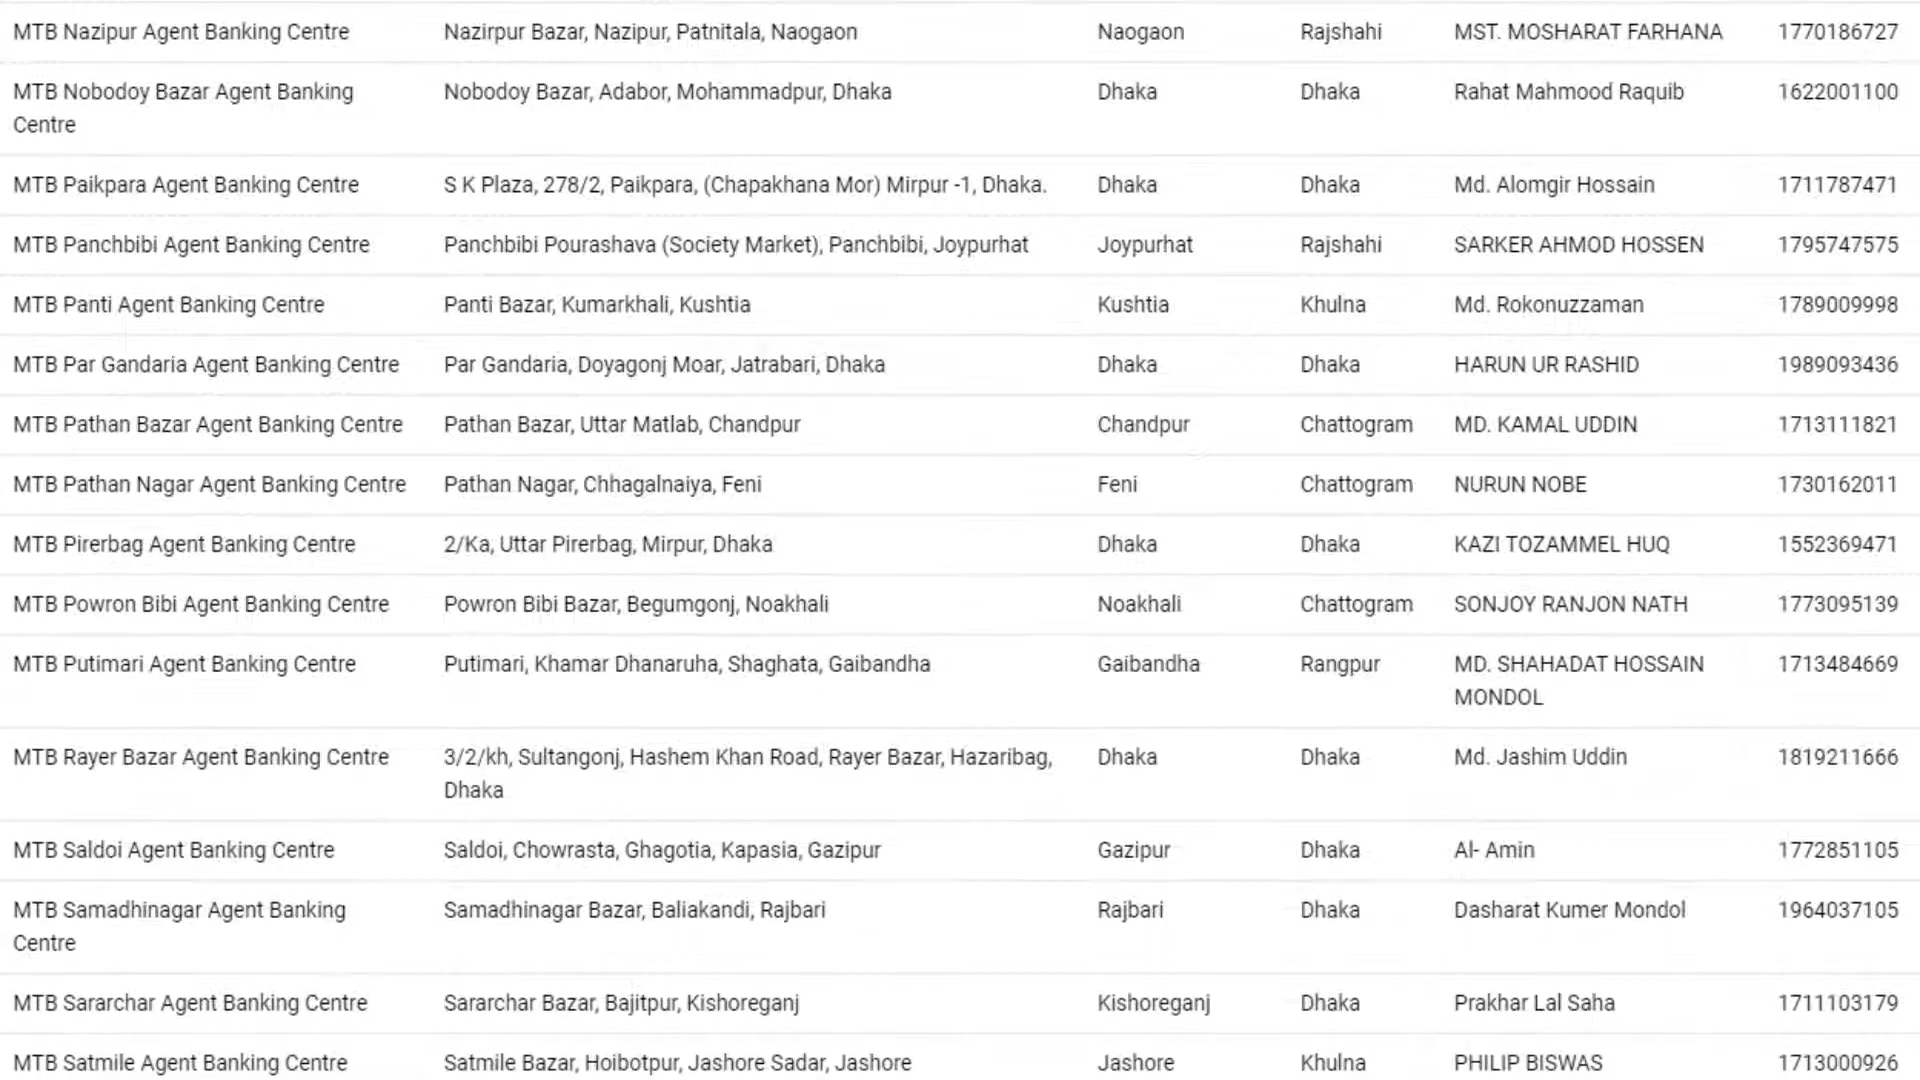 MTB Nazipur Agent Banking Centre Nazirpur Bazar, Nazipur, Patnitala, Naogaon Naogaon Rajshahi MST. MOSHARAT FARHANA 1770186727
MTB Nobodoy Bazar Agent Banking Nobodoy Bazar, Adabor, Mohammadpur, Dhaka Dhaka Dhaka Rahat Mahmood Raquib 1622001100
Centre
MTB Paikpara Agent Banking Centre S K Plaza, 278/2, Paikpara, (Chapakhana Mor) Mirpur -1, Dhaka. Dhaka Dhaka Md. Alomgir Hossain 1711787471
MTB Panchbibi Agent Banking Centre Panchbibi Pourashava (Society Market), Panchbibi, Joypurhat Joypurhat Rajshahi SARKER AHMOD HOSSEN 1795747575
MTB Panti Agent Banking Centre Panti Bazar, Kumarkhali, Kushtia Kushtia Khulna Md. Rokonuzzaman 1789009998
MTB Par Gandaria Agent Banking Centre Par Gandaria, Doyagonj Moar, Jatrabari, Dhaka Dhaka Dhaka HARUN UR RASHID 1989093436
MTB Pathan Bazar Agent Banking Centre Pathan Bazar, Uttar Matlab, Chandpur Chandpur Chattogram MD. KAMAL UDDIN 1713111821
MTB Pathan Nagar Agent Banking Centre Pathan Nagar, Chhagalnaiya, Feni Feni Chattogram NURUN NOBE 1730162011
MTB Pirerbag Agent Banking Centre 2/Ka, Uttar Pirerbag, Mirpur, Dhaka Dhaka Dhaka KAZI TOZAMMEL HUQ 1552369471
MTB Powron Bibi Agent Banking Centre Powron Bibi Bazar, Begumgonj, Noakhali Noakhali Chattogram SONJOY RANJON NATH 1773095139
MTB Putimari Agent Banking Centre Putimari, Khamar Dhanaruha, Shaghata, Gaibandha Gaibandha Rangpur MD. SHAHADAT HOSSAIN 1713484669
MONDOL
MTB Rayer Bazar Agent Banking Centre 3/2/kh, Sultangonj, Hashem Khan Road, Rayer Bazar, Hazaribag, Dhaka Dhaka Md. Jashim Uddin 1819211666
Dhaka
MTB Saldoi Agent Banking Centre Saldoi, Chowrasta, Ghagotia, Kapasia, Gazipur Gazipur Dhaka Al- Amin 1772851105
MTB Samadhinagar Agent Banking Samadhinagar Bazar, Baliakandi, Rajbari Rajbari Dhaka Dasharat Kumer Mondol 1964037105
Centre
MTB Sararchar Agent Banking Centre Sararchar Bazar, Bajitpur, Kishoreganj Kishoreganj Dhaka Prakhar Lal Saha 1711103179
MTB Satmile Agent Banking Centre Satmile Bazar, Hoibotpur, Jashore Sadar, Jashore Jashore Khulna PHILIP BISWAS 1713000926